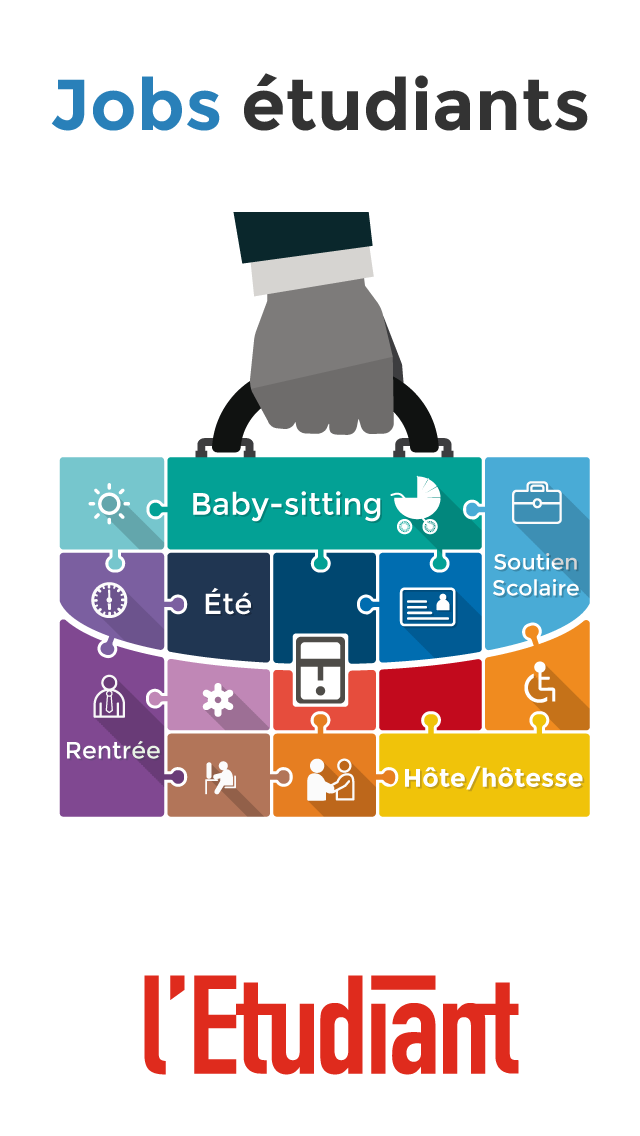 Jobs étudiants
Baby-sitting
Soutien
Scolaire
Été
Rentrée
Hôte/hôtesse
l'Etudiant